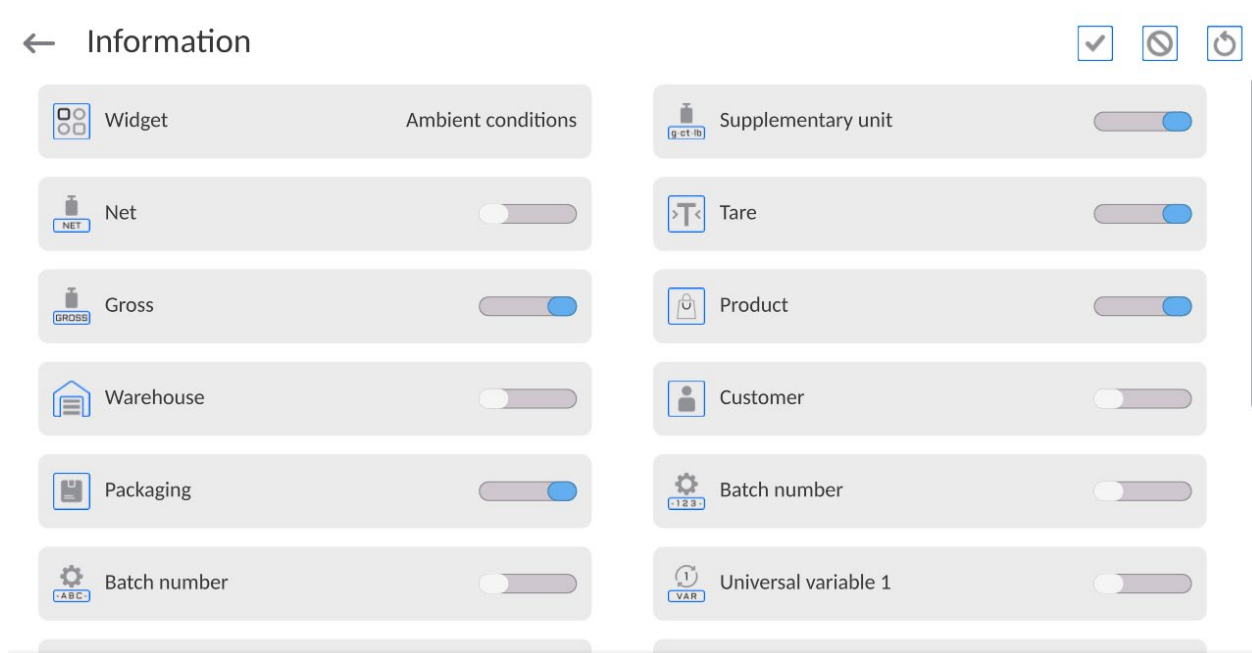 Information
Widget Ambient conditions
g·ct·lb Supplementary unit
NET Net
>T< Tare
GROSS Gross
Product
Warehouse
Customer
Packaging
·123· Batch number
·ABC· Batch number
1 VAR Universal variable 1